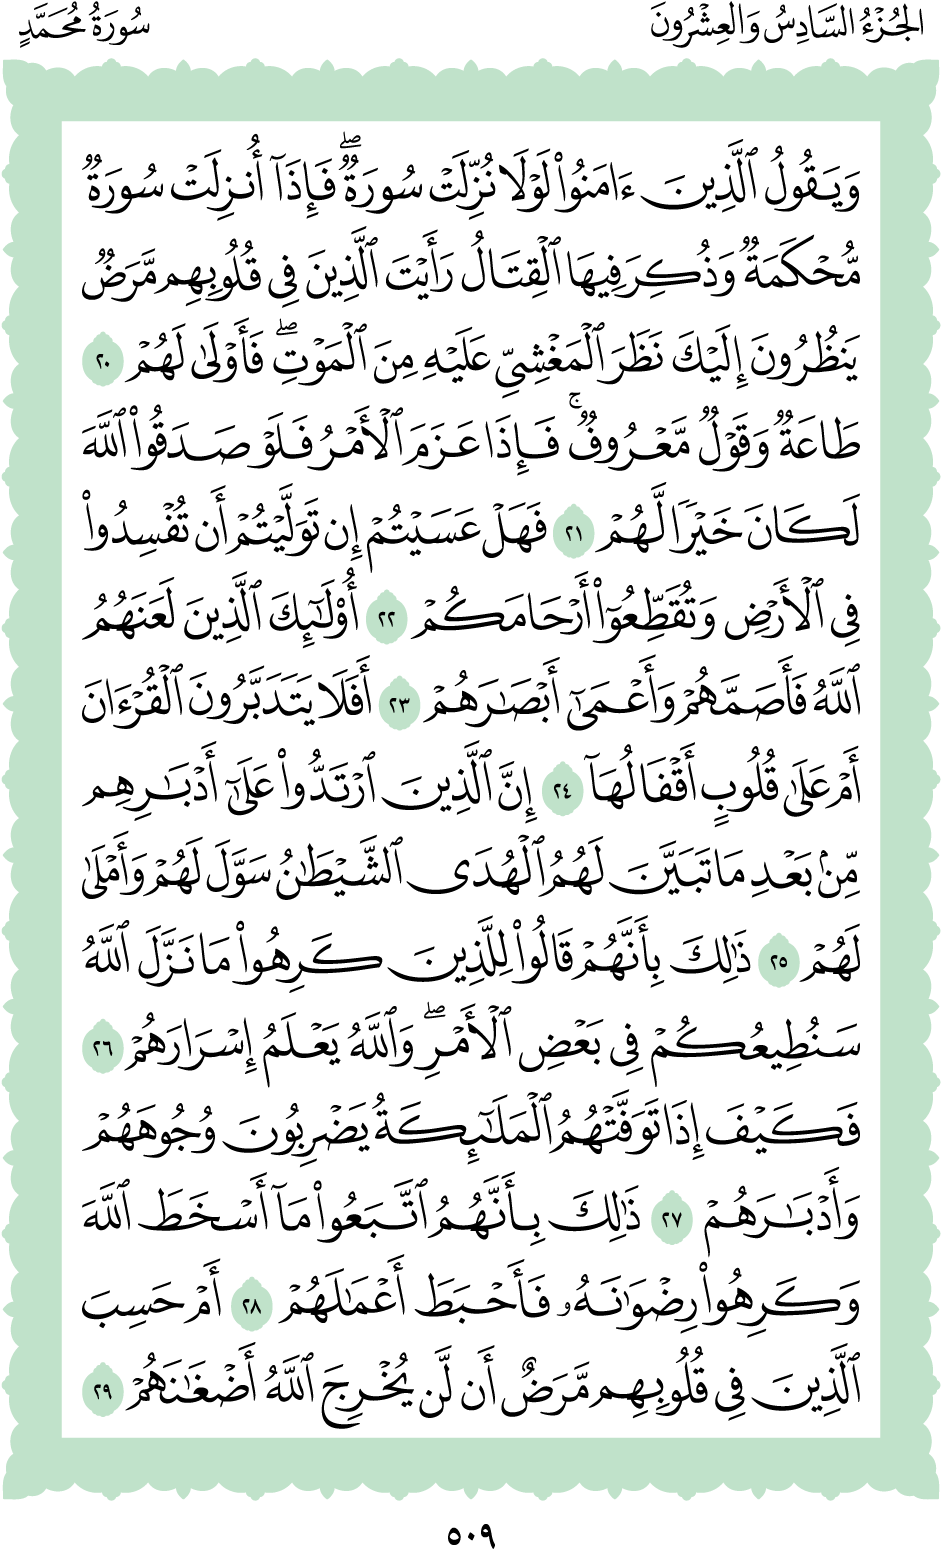 الجُزْءُ السَّادِسُ وَالعِشْرُونَ
سُورَةُ مُحَمَّدٍ
وَيَقُولُ ٱلَّذِينَ ءَامَنُوا۟ لَوْلَا نُزِّلَتْ سُورَةٌۖ فَإِذَآ أُنزِلَتْ سُورَةٌ
مُّحْكَمَةٌ وَذُكِرَ فِيهَا ٱلْقِتَالُ رَأَيْتَ ٱلَّذِينَ فِى قُلُوبِهِم مَّرَضٌ
يَنظُرُونَ إِلَيْكَ نَظَرَ ٱلْمَغْشِىِّ عَلَيْهِ مِنَ ٱلْمَوْتِۖ فَأَوْلَىٰ لَهُمْ ٢٠
طَاعَةٌ وَقَوْلٌ مَّعْرُوفٌۚ فَإِذَا عَزَمَ ٱلْأَمْرُ فَلَوْ صَدَقُوا۟ ٱللَّهَ
لَكَانَ خَيْرًا لَّهُمْ ٢١ فَهَلْ عَسَيْتُمْ إِن تَوَلَّيْتُمْ أَن تُفْسِدُوا۟
فِى ٱلْأَرْضِ وَتُقَطِّعُوٓا۟ أَرْحَامَكُمْ ٢٢ أُو۟لَـٰٓئِكَ ٱلَّذِينَ لَعَنَهُمُ
ٱللَّهُ فَأَصَمَّهُمْ وَأَعْمَىٰٓ أَبْصَـٰرَهُمْ ٢٣ أَفَلَا يَتَدَبَّرُونَ ٱلْقُرْءَانَ
أَمْ عَلَىٰ قُلُوبٍ أَقْفَالُهَآ ٢٤ إِنَّ ٱلَّذِينَ ٱرْتَدُّوا۟ عَلَىٰٓ أَدْبَـٰرِهِم
مِّنۢ بَعْدِ مَا تَبَيَّنَ لَهُمُ ٱلْهُدَى ٱلشَّيْطَـٰنُ سَوَّلَ لَهُمْ وَأَمْلَىٰ
لَهُمْ ٢٥ ذَٰلِكَ بِأَنَّهُمْ قَالُوا۟ لِلَّذِينَ كَرِهُوا۟ مَا نَزَّلَ ٱللَّهُ
سَنُطِيعُكُمْ فِى بَعْضِ ٱلْأَمْرِۖ وَٱللَّهُ يَعْلَمُ إِسْرَارَهُمْ ٢٦
فَكَيْفَ إِذَا تَوَفَّتْهُمُ ٱلْمَلَـٰٓئِكَةُ يَضْرِبُونَ وُجُوهَهُمْ
وَأَدْبَـٰرَهُمْ ٢٧ ذَٰلِكَ بِأَنَّهُمُ ٱتَّبَعُوا۟ مَآ أَسْخَطَ ٱللَّهَ
وَكَرِهُوا۟ رِضْوَٰنَهُۥ فَأَحْبَطَ أَعْمَـٰلَهُمْ ٢٨ أَمْ حَسِبَ
ٱلَّذِينَ فِى قُلُوبِهِم مَّرَضٌ أَن لَّن يُخْرِجَ ٱللَّهُ أَضْغَـٰنَهُمْ ٢٩
٥٠٩